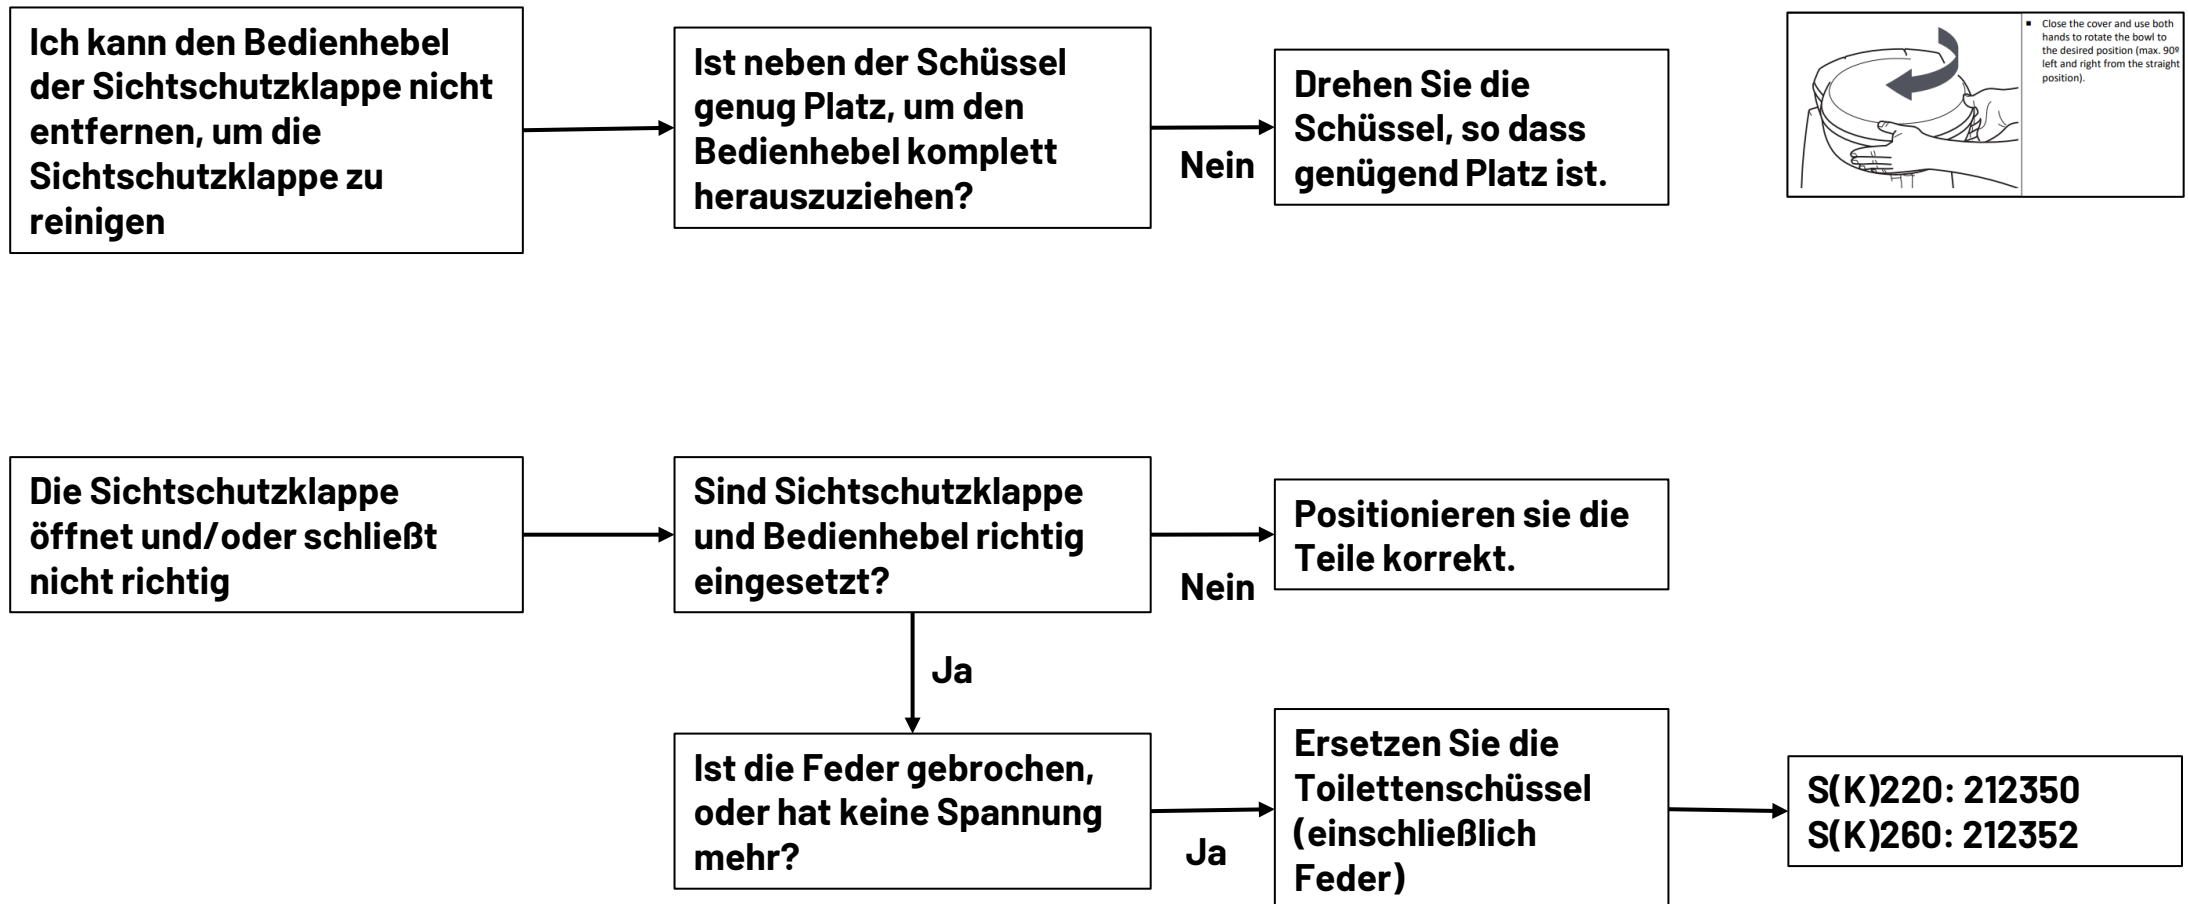 Ich kann den Bedienhebel
der Sichtschutzklappe nicht
entfernen, um die
Sichtschutzklappe zu
reinigen
Ist neben der Schüssel
genug Platz, um den
Bedienhebel komplett
herauszuziehen?
Nein
Drehen Sie die
Schüssel, so dass
genügend Platz ist.
▪ Close the cover and use both
hands to rotate the bowl to
the desired position (max. 90º
left and right from the straight
position).
Die Sichtschutzklappe
öffnet und/oder schließt
nicht richtig
Sind Sichtschutzklappe
und Bedienhebel richtig
eingesetzt?
Nein
Positionieren sie die
Teile korrekt.
Ja
Ist die Feder gebrochen,
oder hat keine Spannung
mehr?
Ja
Ersetzen Sie die
Toilettenschüssel
(einschließlich
Feder)
S(K)220: 212350
S(K)260: 212352